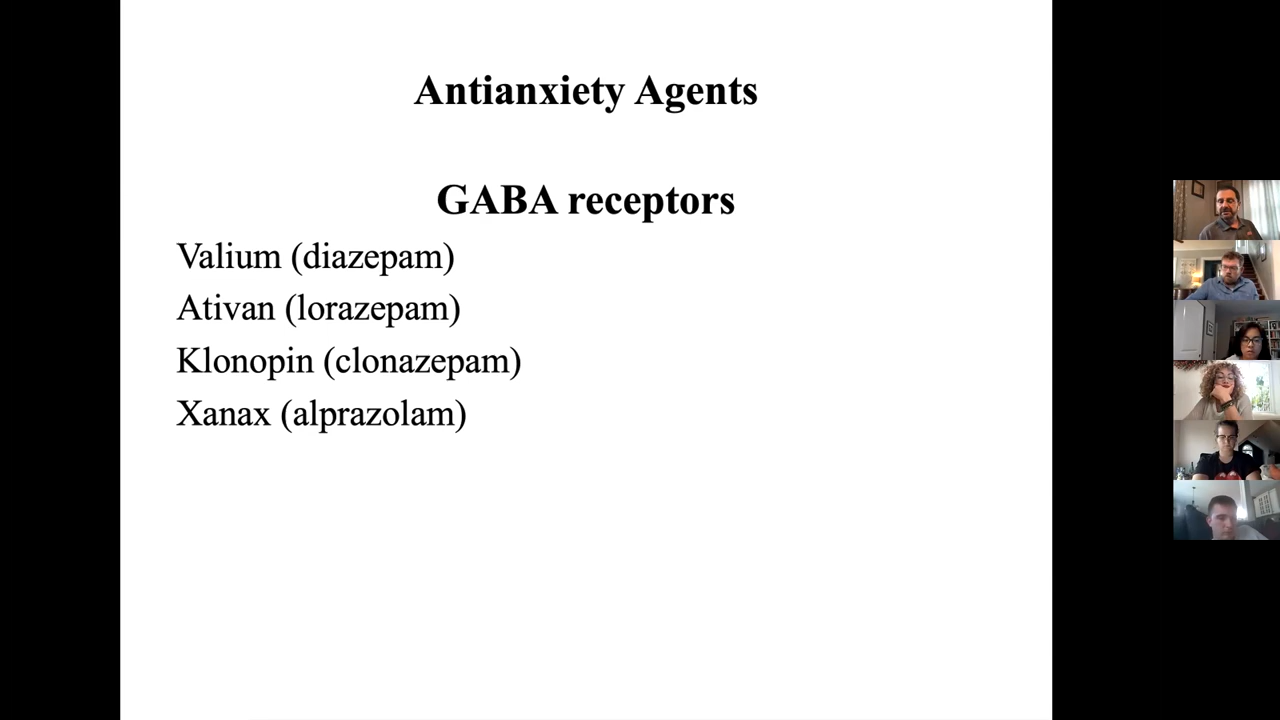 Antianxiety Agents
GABA receptors
Valium (diazepam)
Ativan (lorazepam)
Klonopin (clonazepam)
Xanax (alprazolam)